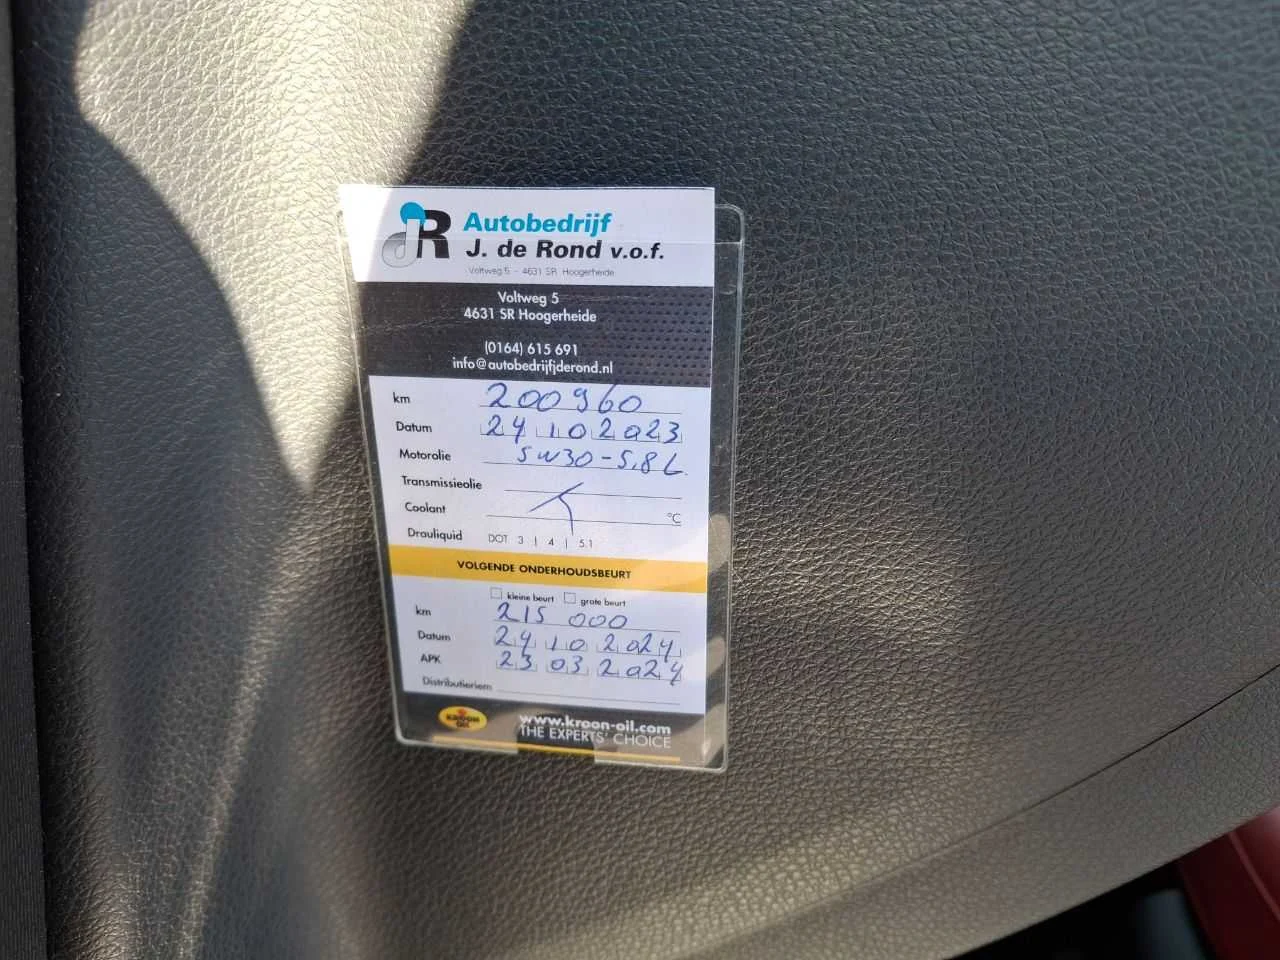 JR Autobedrijf
J. de Rond v.o.f.
Voltweg 5 - 4631 SR Hoogerheide
Voltweg 5
4631 SR Hoogerheide
(0164) 615 691
info@autobedrijfjderond.nl
km 200960
Datum 24 10 2023
Motorolie 5W30-5,8L
Transmissieolie
Coolant °C
Drauliquid DOT 3 | 4 | 5.1
VOLGENDE ONDERHOUDSBEURT
kleine beurt grote beurt
km 215 000
Datum 24 10 2024
APK 23 03 2024
Distributieriem
KROON OIL www.kroon-oil.com
THE EXPERTS' CHOICE